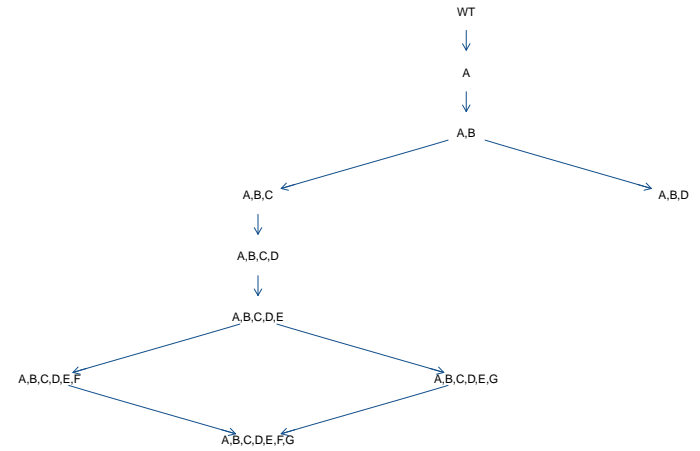 WT
A
A,B
A,B,C
A,B,D
A,B,C,D
A,B,C,D,E
A,B,C,D,E,F
A,B,C,D,E,G
A,B,C,D,E,F,G